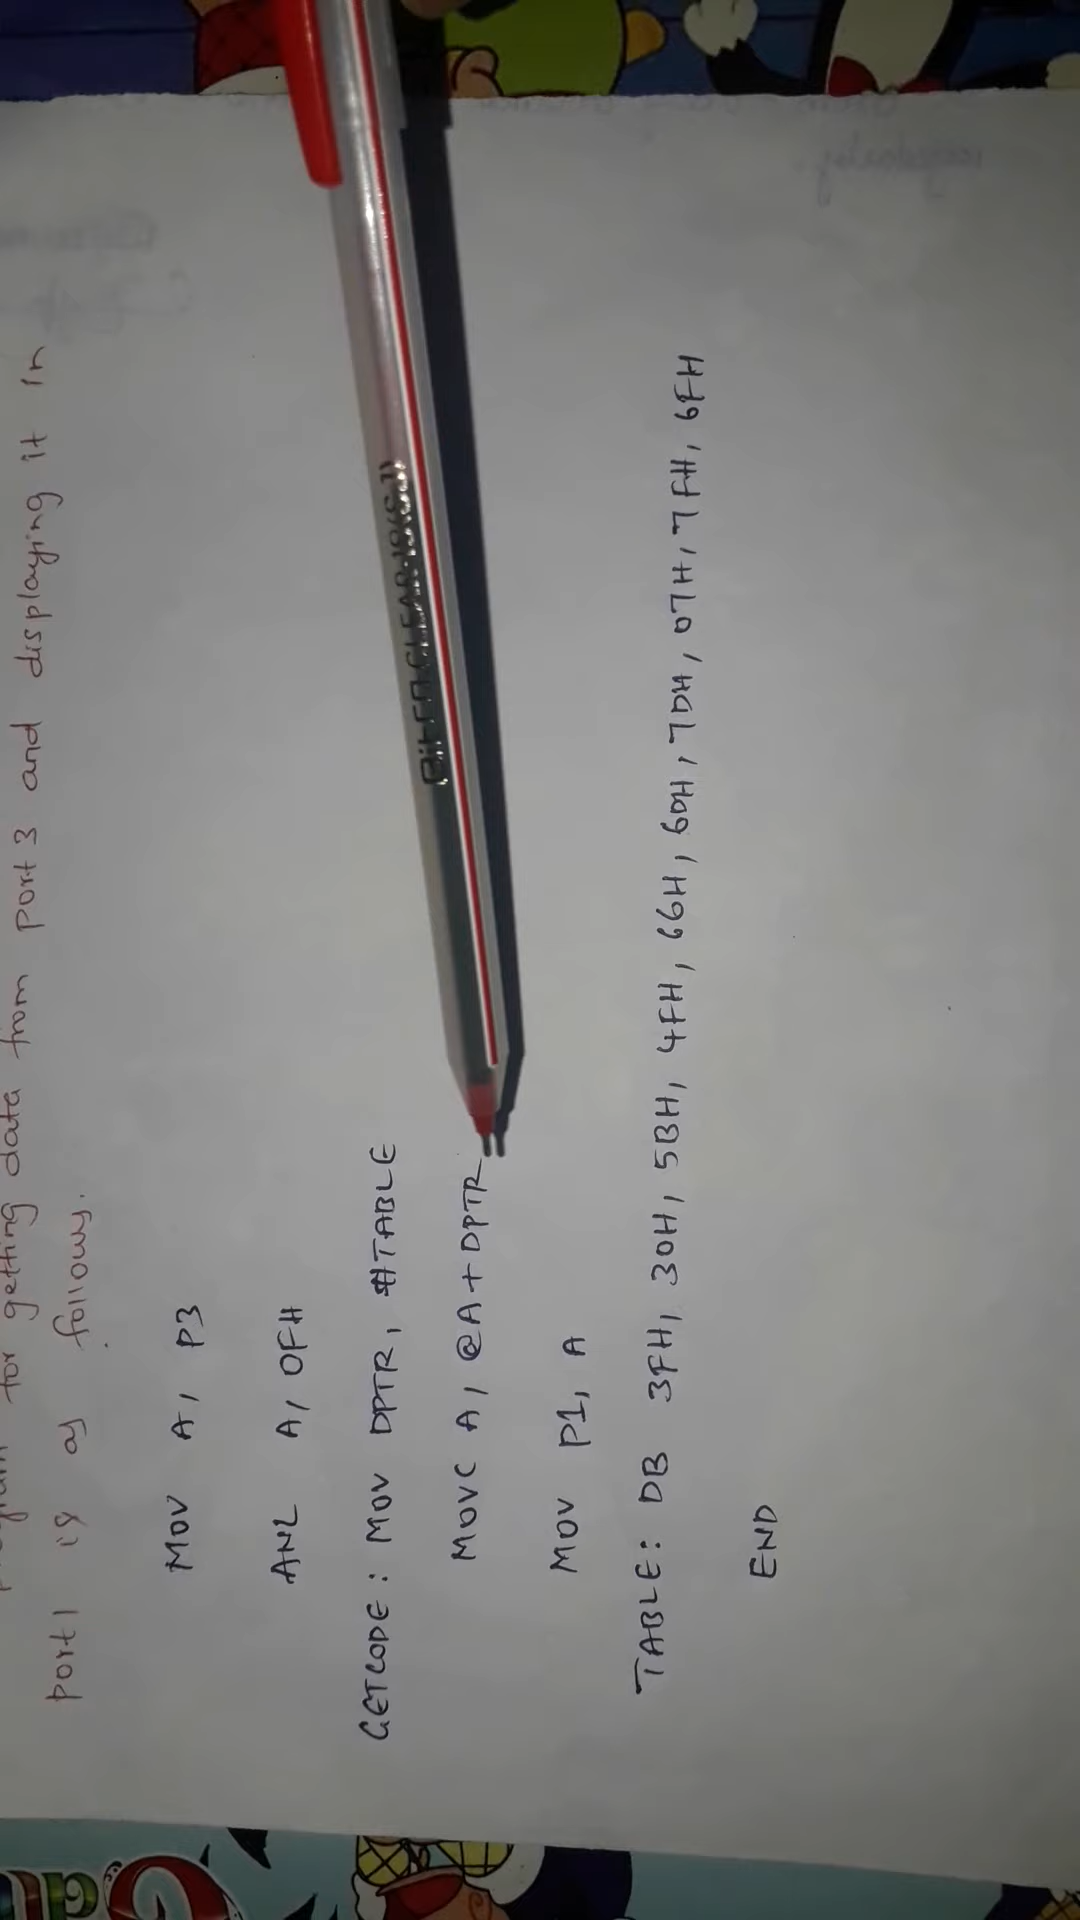 for getting data from port 3 and displaying it in
port1 is as follows.
MOV A, P3
ANL A, 0FH
GETCODE: MOV DPTR, #TABLE
MOVC A, @A+DPTR
MOV P1, A
TABLE: DB 3FH, 30H, 5BH, 4FH, 66H, 6DH, 7DH, 07H, 7FH, 6FH
END